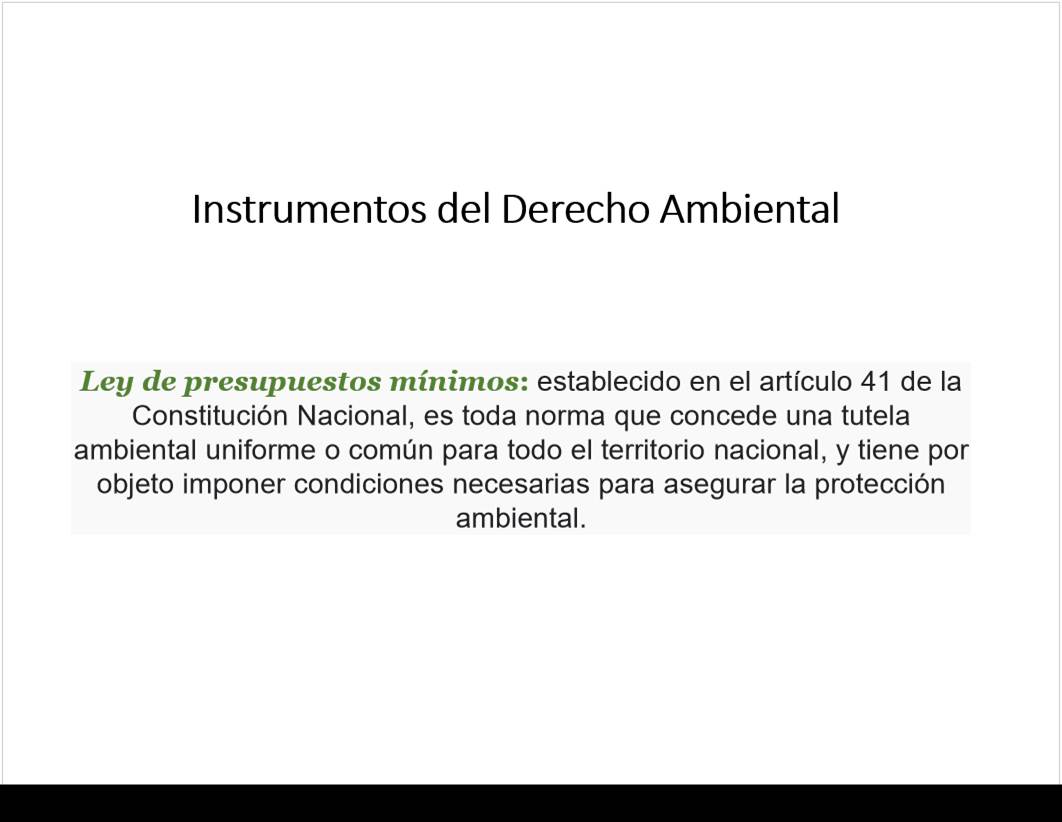 Instrumentos del Derecho Ambiental
Ley de presupuestos mínimos: establecido en el artículo 41 de la
Constitución Nacional, es toda norma que concede una tutela
ambiental uniforme o común para todo el territorio nacional, y tiene por
objeto imponer condiciones necesarias para asegurar la protección
ambiental.